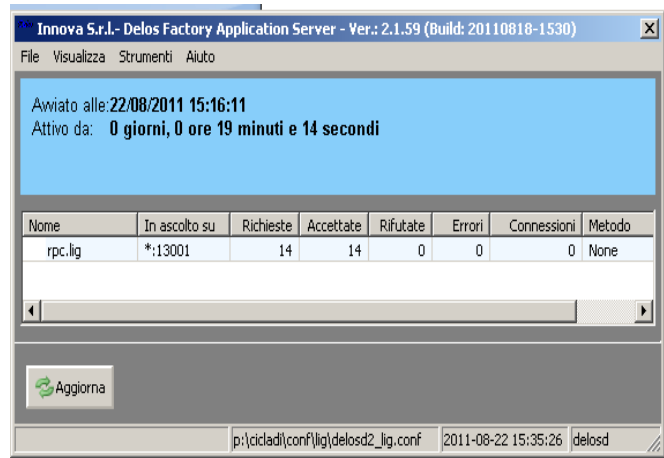 Innova S.r.l.- Delos Factory Application Server - Ver.: 2.1.59 (Build: 20110818-1530)
File Visualizza Strumenti Aiuto
Avviato alle:22/08/2011 15:16:11
Attivo da: 0 giorni, 0 ore 19 minuti e 14 secondi
Nome In ascolto su Richieste Accettate Rifutate Errori Connessioni Metodo
rpc.lig *:13001 14 14 0 0 0 None
Aggiorna
p:\cicladi\conf\lig\delosd2_lig.conf 2011-08-22 15:35:26 delosd